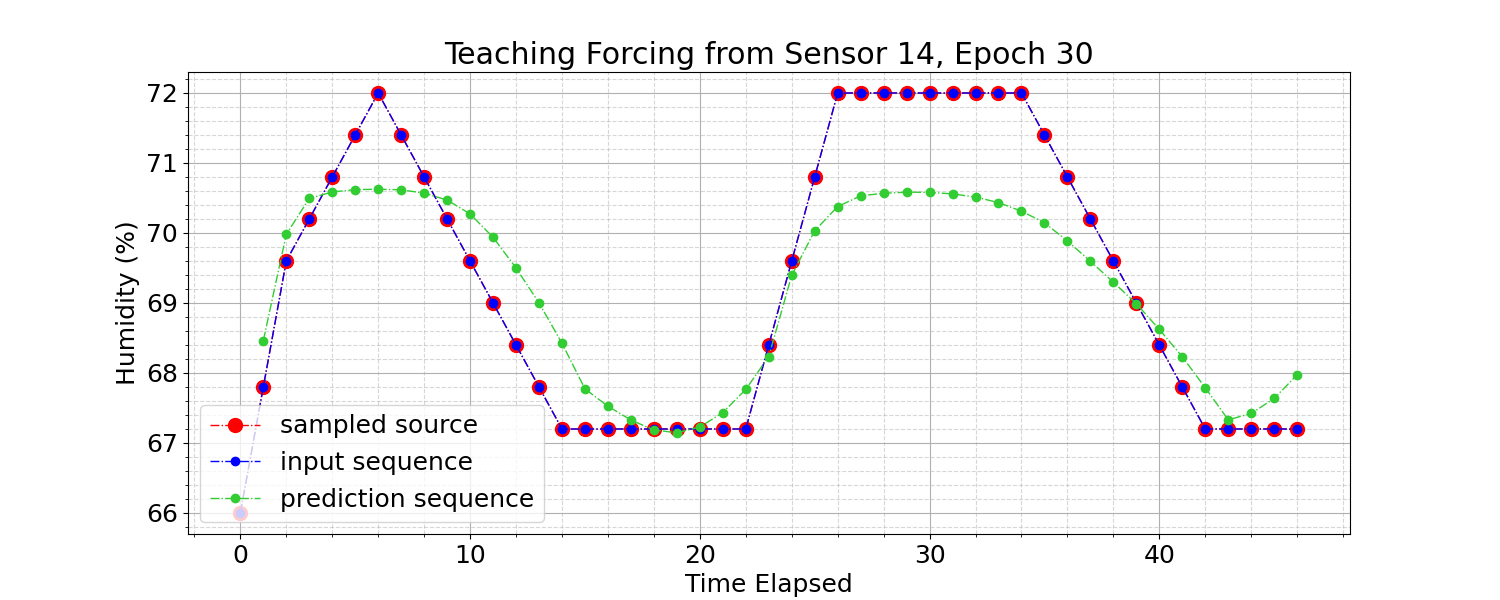 Teaching Forcing from Sensor 14, Epoch 30
72
71
70
69
68
67
66
Humidity (%)
sampled source
input sequence
prediction sequence
0 10 20 30 40
Time Elapsed